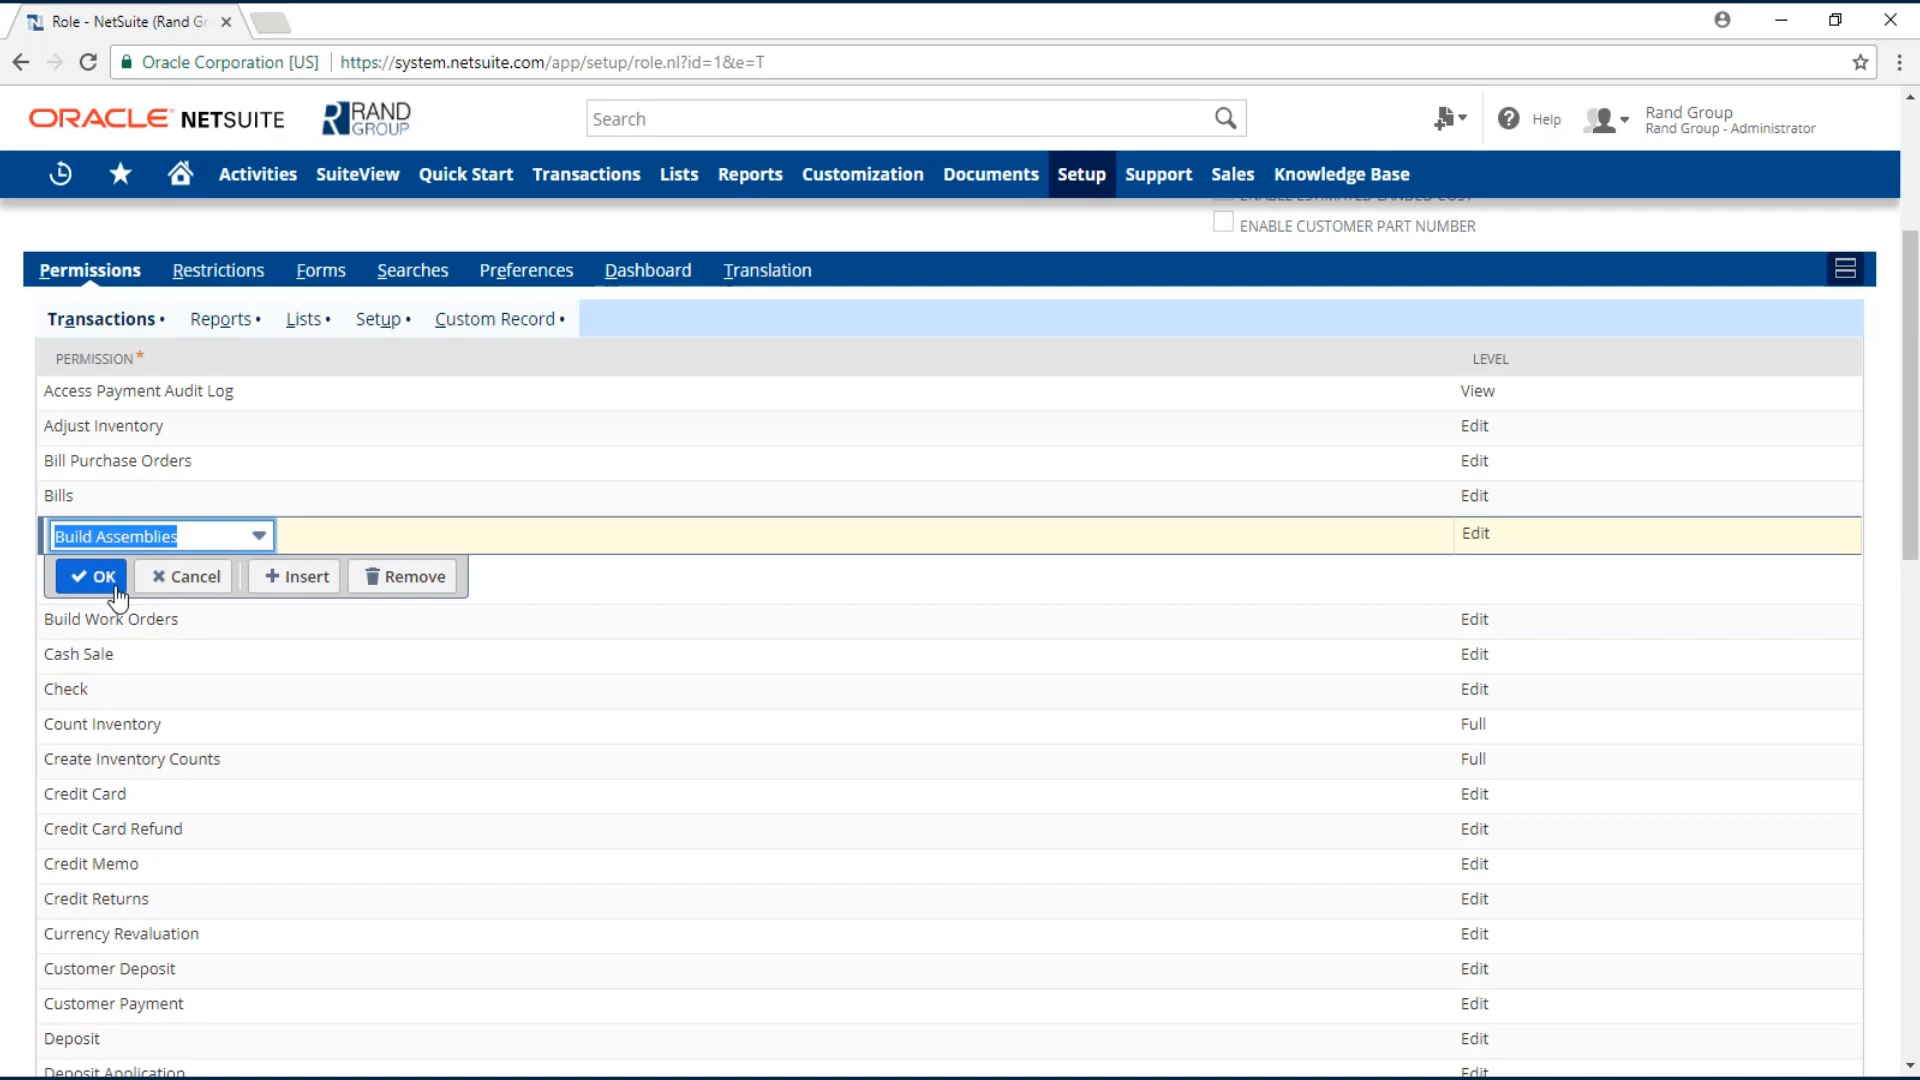 Role - NetSuite (Rand Gr
Oracle Corporation [US] https://system.netsuite.com/app/setup/role.nl?id=1&e=T
ORACLE NETSUITE
RAND GROUP
Search
Help
Rand Group
Rand Group - Administrator
Activities SuiteView Quick Start Transactions Lists Reports Customization Documents Setup Support Sales Knowledge Base
ENABLE ESTIMATED LANDED COST
ENABLE CUSTOMER PART NUMBER
Permissions Restrictions Forms Searches Preferences Dashboard Translation
Transactions • Reports • Lists • Setup • Custom Record •
PERMISSION * LEVEL
Access Payment Audit Log View
Adjust Inventory Edit
Bill Purchase Orders Edit
Bills Edit
Build Assemblies Edit
OK Cancel Insert Remove
Build Work Orders Edit
Cash Sale Edit
Check Edit
Count Inventory Full
Create Inventory Counts Full
Credit Card Edit
Credit Card Refund Edit
Credit Memo Edit
Credit Returns Edit
Currency Revaluation Edit
Customer Deposit Edit
Customer Payment Edit
Deposit Edit
Deposit Application Edit